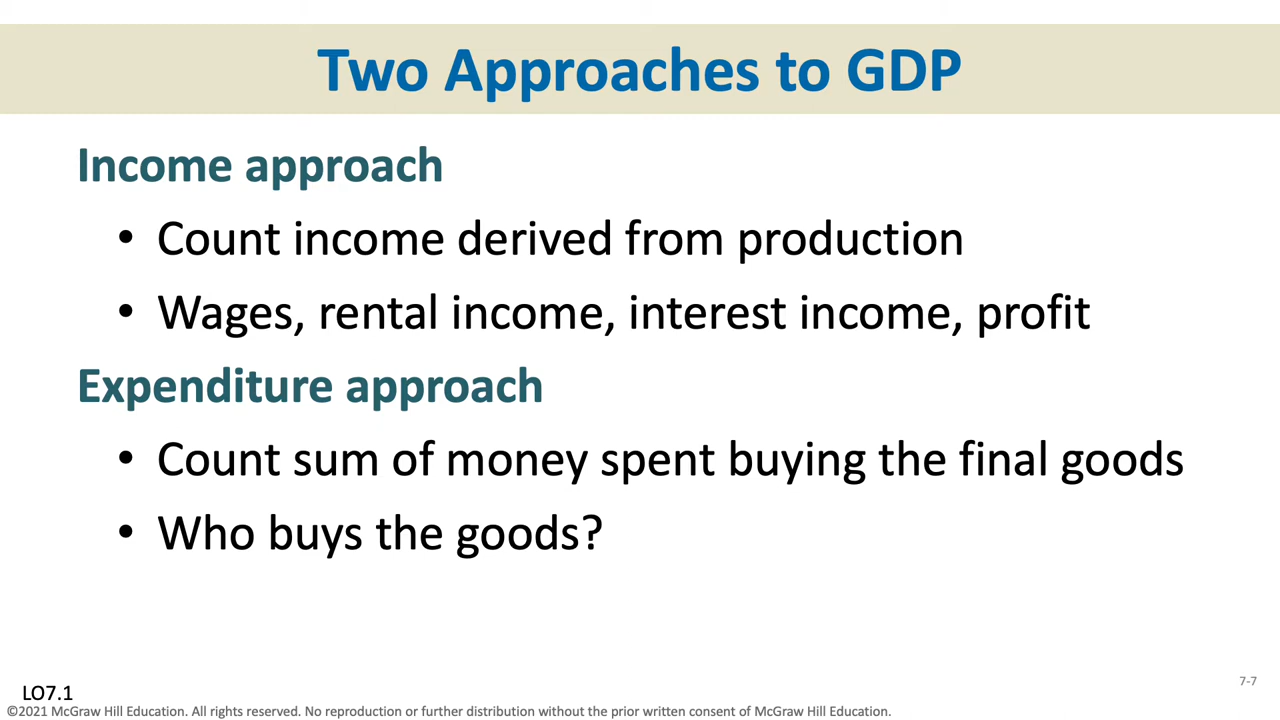 Two Approaches to GDP
Income approach
• Count income derived from production
• Wages, rental income, interest income, profit
Expenditure approach
• Count sum of money spent buying the final goods
• Who buys the goods?
7-7
LO7.1
©2021 McGraw Hill Education. All rights reserved. No reproduction or further distribution without the prior written consent of McGraw Hill Education.